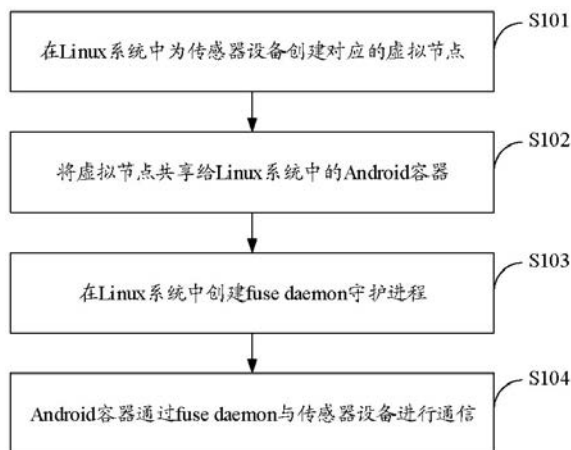 S101
在Linux系统中为传感器设备创建对应的虚拟节点
S102
将虚拟节点共享给Linux系统中的Android容器
S103
在Linux系统中创建fuse daemon守护进程
S104
Android容器通过fuse daemon与传感器设备进行通信